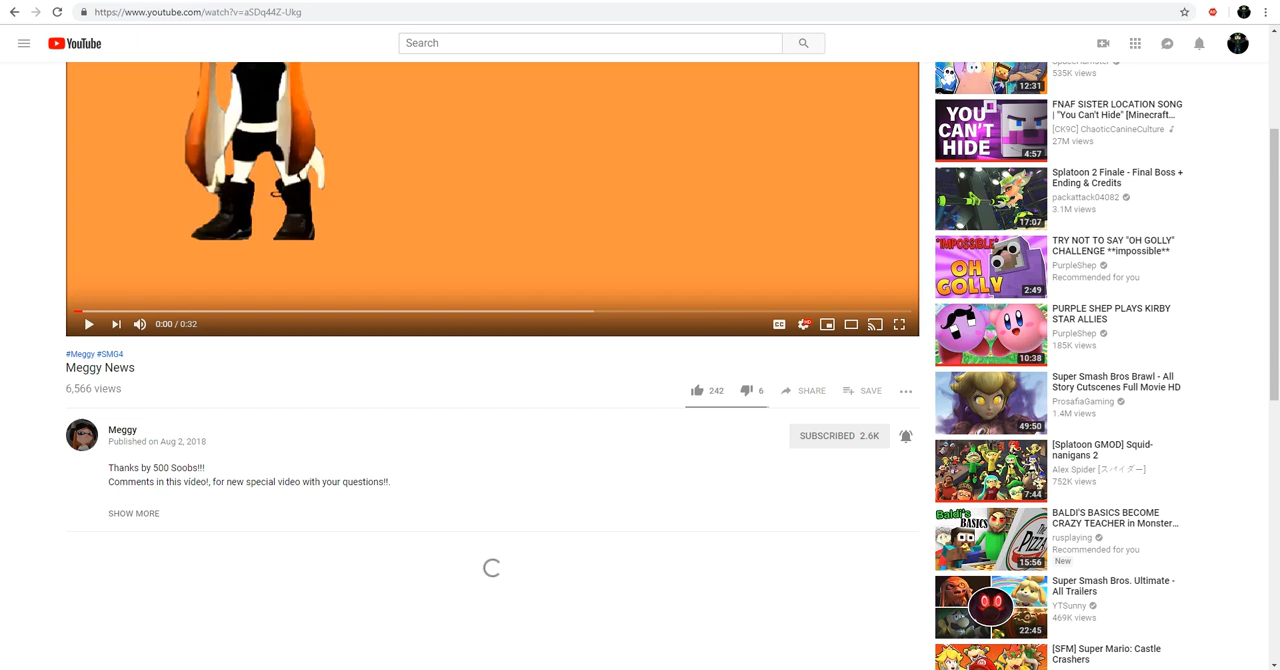 https://www.youtube.com/watch?v=aSDq44Z-Ukg
YouTube
Search
0:00 / 0:32
CC
HD
#Meggy #SMG4
Meggy News
6,566 views
242
6
SHARE
SAVE
Meggy
Published on Aug 2, 2018
SUBSCRIBED 2.6K
Thanks by 500 Soobs!!!
Comments in this video!, for new special video with your questions!!.
SHOW MORE
SpaceHamster
535K views
12:31
YOU
CAN'T
HIDE
4:57
FNAF SISTER LOCATION SONG
| "You Can't Hide" [Minecraft...
[CK9C] ChaoticCanineCulture
27M views
17:07
Splatoon 2 Finale - Final Boss +
Ending & Credits
packattack04082
3.1M views
*IMPOSSIBLE*
OH
GOLLY
2:49
TRY NOT TO SAY "OH GOLLY"
CHALLENGE **impossible**
PurpleShep
Recommended for you
10:38
PURPLE SHEP PLAYS KIRBY
STAR ALLIES
PurpleShep
185K views
49:50
Super Smash Bros Brawl - All
Story Cutscenes Full Movie HD
ProsafiaGaming
1.4M views
7:44
[Splatoon GMOD] Squid-
nanigans 2
Alex Spider [スパイダー]
752K views
Baldi's
BASICS
15:56
BALDI'S BASICS BECOME
CRAZY TEACHER in Monster...
rusplaying
Recommended for you
New
22:45
Super Smash Bros. Ultimate -
All Trailers
YTSunny
469K views
[SFM] Super Mario: Castle
Crashers